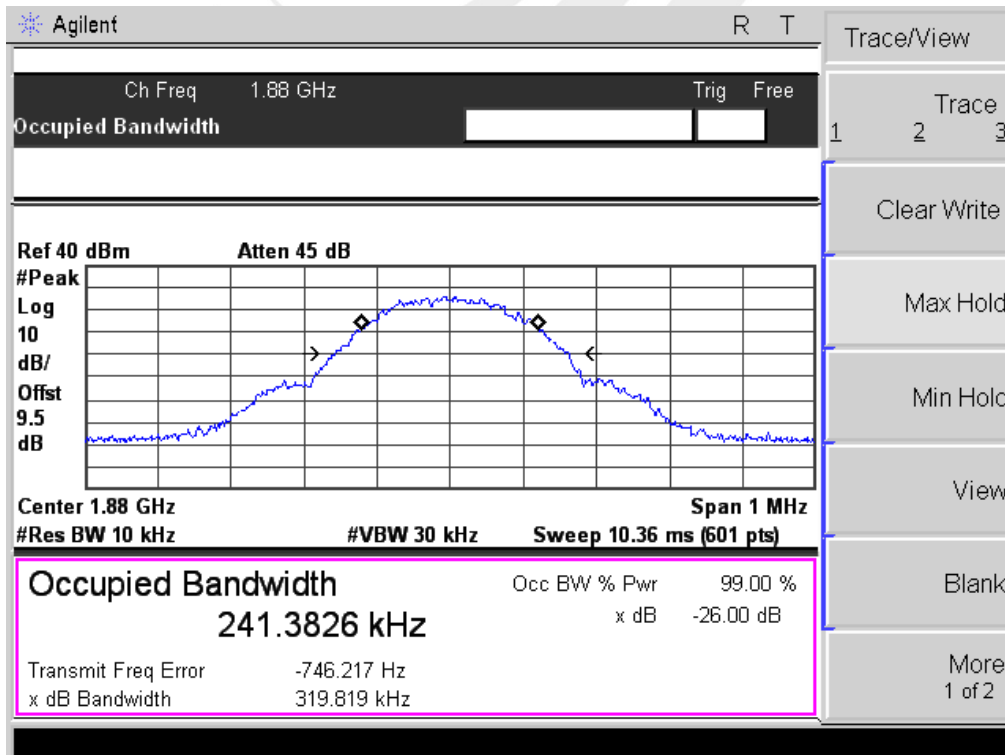 Agilent R T
Ch Freq 1.88 GHz Trig Free
Occupied Bandwidth
Ref 40 dBm Atten 45 dB
#Peak
Log
10
dB/
Offst
9.5
dB
Center 1.88 GHz Span 1 MHz
#Res BW 10 kHz #VBW 30 kHz Sweep 10.36 ms (601 pts)
Occupied Bandwidth Occ BW % Pwr 99.00 %
241.3826 kHz x dB -26.00 dB
Transmit Freq Error -746.217 Hz
x dB Bandwidth 319.819 kHz
Trace/View
Trace
1 2 3
Clear Write
Max Hold
Min Hold
View
Blank
More
1 of 2